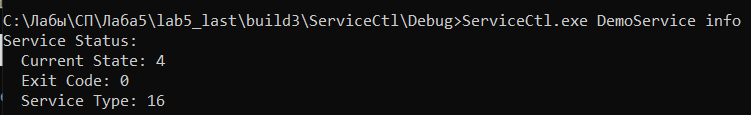 C:\Лабы\СП\Лаба5\lab5_last\build3\ServiceCtl\Debug>ServiceCtl.exe DemoService info
Service Status:
  Current State: 4
  Exit Code: 0
  Service Type: 16